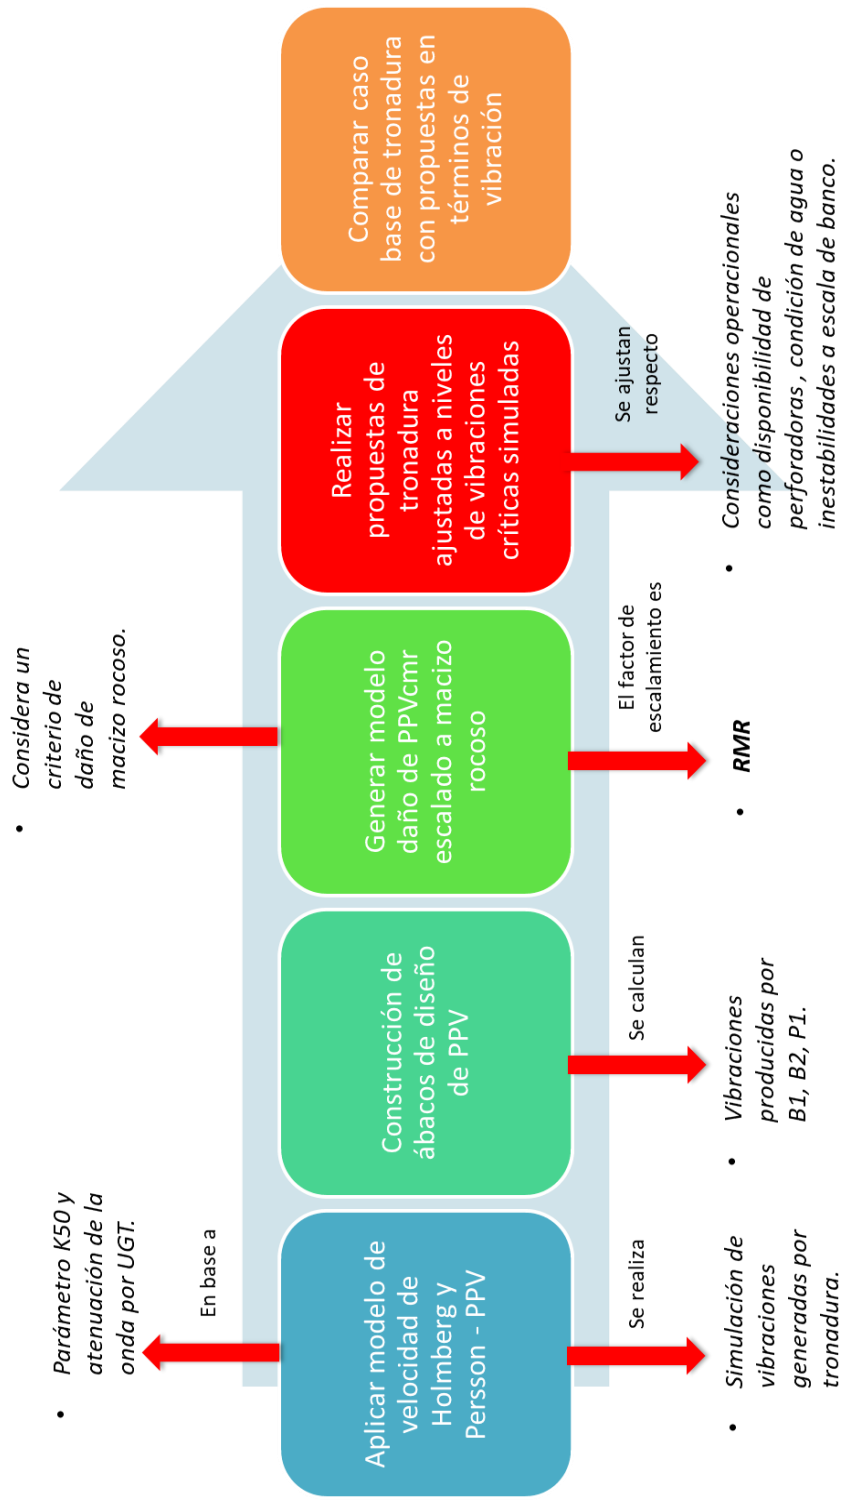 • Parámetro K50 y
atenuación de la
onda por UGT.
En base a
Aplicar modelo de
velocidad de
Holmberg y
Persson - PPV
Se realiza
• Simulación de
vibraciones
generadas por
tronadura.
Construcción de
ábacos de diseño
de PPV
Se calculan
• Vibraciones
producidas por
B1, B2, P1.
• Considera un
criterio de
daño de
macizo rocoso.
Generar modelo
daño de PPVcmr
escalado a macizo
rocoso
El factor de
escalamiento es
• RMR
Realizar
propuestas de
tronadura
ajustadas a niveles
de vibraciones
críticas simuladas
Se ajustan
respecto
• Consideraciones operacionales
como disponibilidad de
perforadoras , condición de agua o
inestabilidades a escala de banco.
Comparar caso
base de tronadura
con propuestas en
términos de
vibración